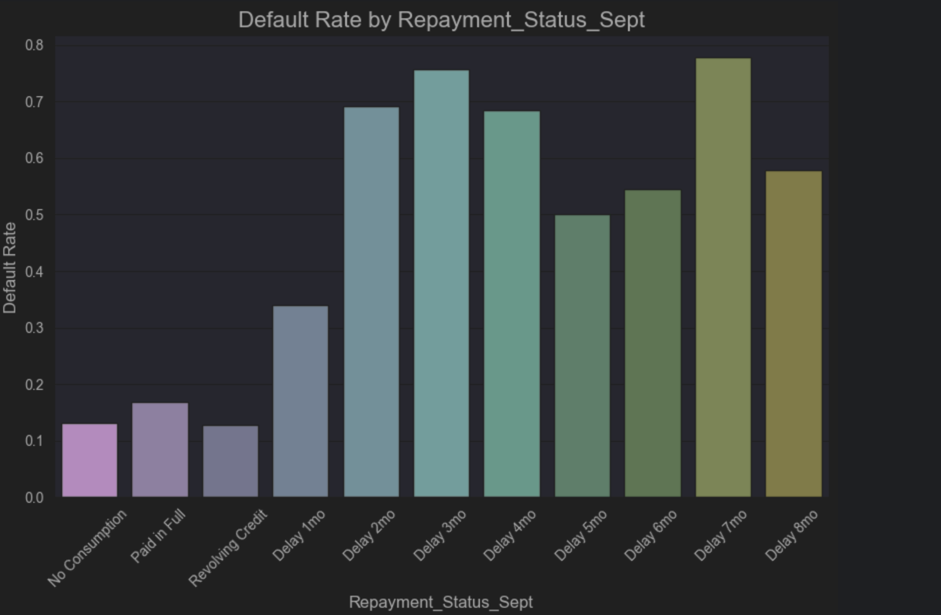 Default Rate by Repayment_Status_Sept
Default Rate
0.8
0.7
0.6
0.5
0.4
0.3
0.2
0.1
0.0
No Consumption
Paid in Full
Revolving Credit
Delay 1mo
Delay 2mo
Delay 3mo
Delay 4mo
Delay 5mo
Delay 6mo
Delay 7mo
Delay 8mo
Repayment_Status_Sept